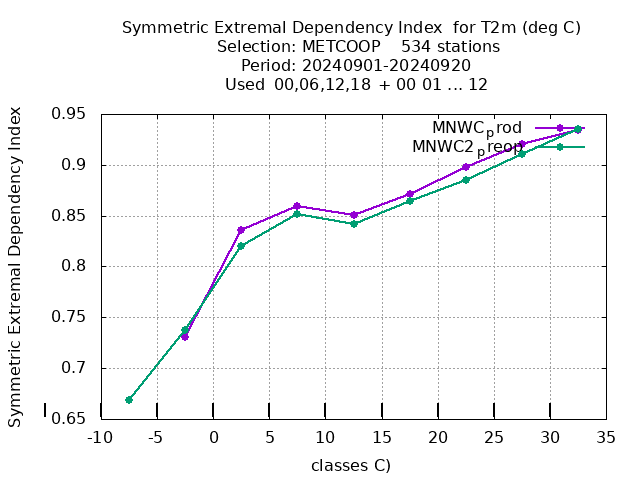 Symmetric Extremal Dependency Index  for T2m (deg C)
Selection: METCOOP    534 stations
Period: 20240901-20240920
Used  00,06,12,18 + 00 01 ... 12
MNWC_prod
MNWC2_preop
Symmetric Extremal Dependency Index
0.95
0.9
0.85
0.8
0.75
0.7
0.65
-10 -5 0 5 10 15 20 25 30 35
classes C)